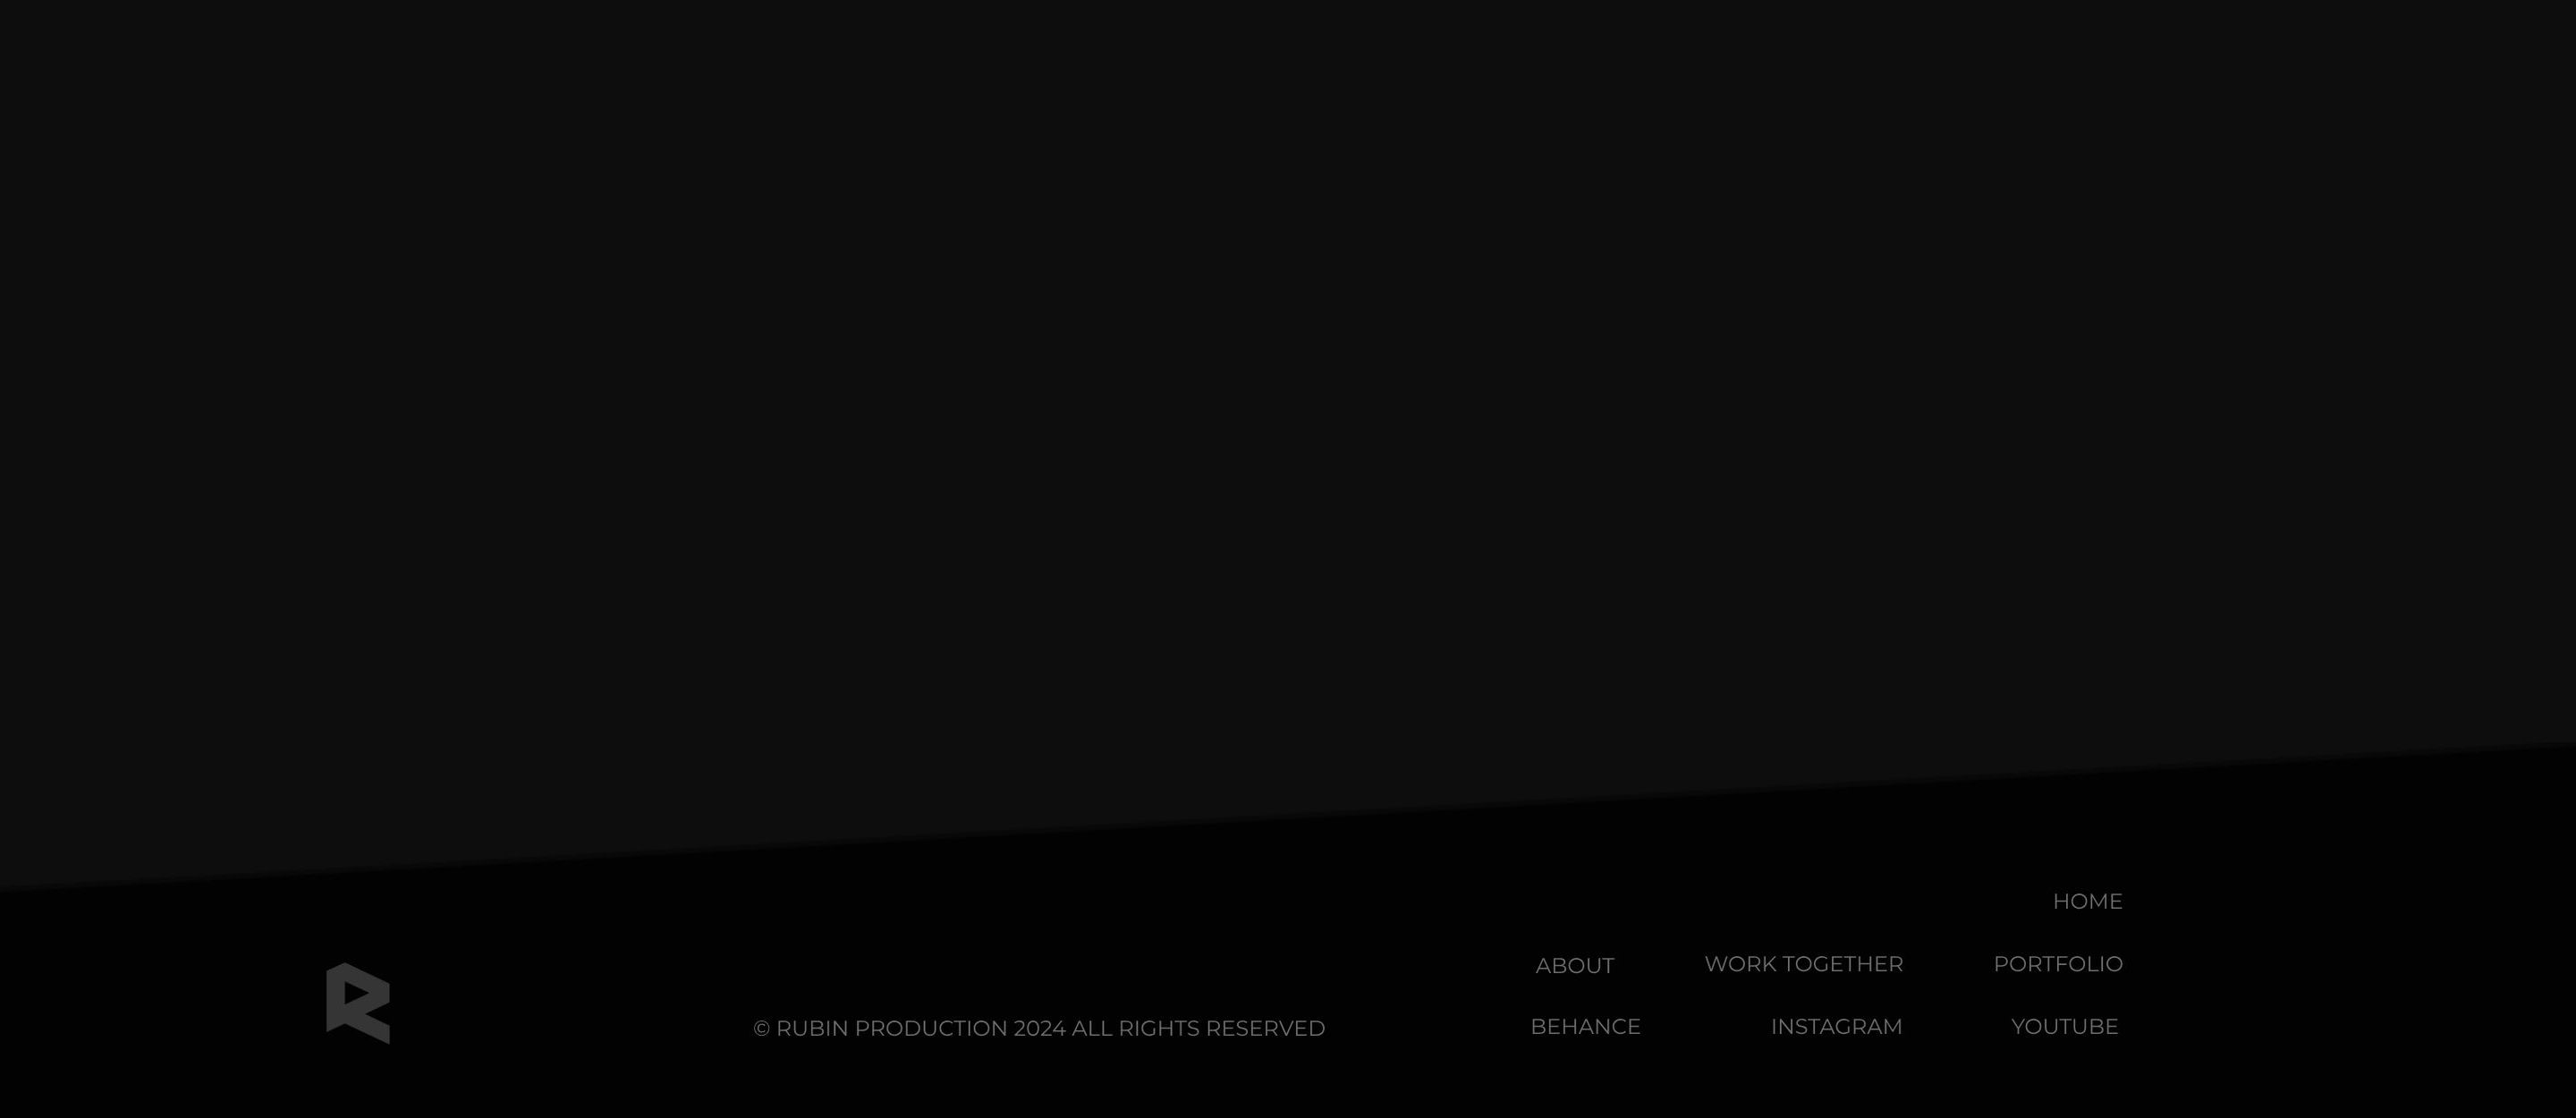 HOME
ABOUT WORK TOGETHER PORTFOLIO
© RUBIN PRODUCTION 2024 ALL RIGHTS RESERVED BEHANCE INSTAGRAM YOUTUBE